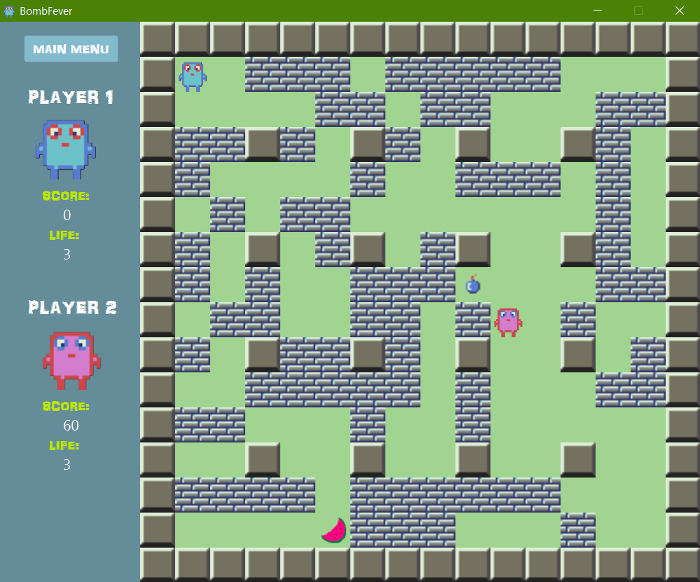 BombFever
MAIN MENU
PLAYER 1
SCORE:
0
LIFE:
3
PLAYER 2
SCORE:
60
LIFE:
3